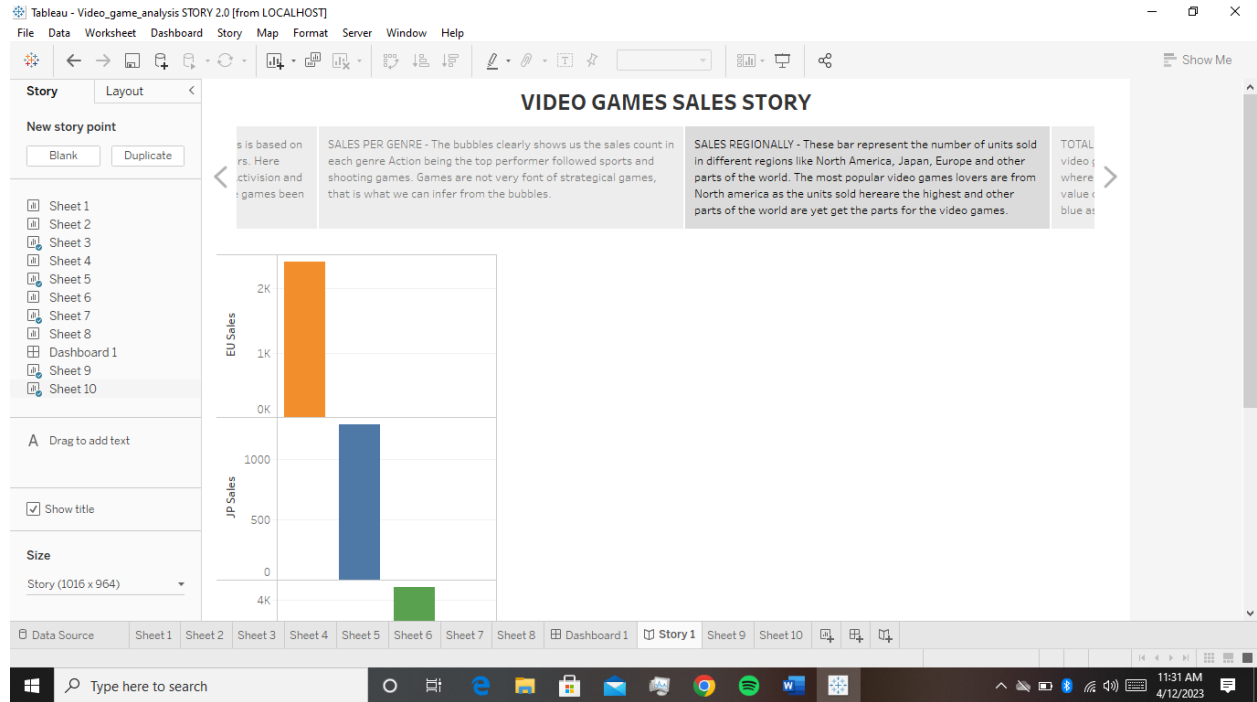 Tableau - Video_game_analysis STORY 2.0 [from LOCALHOST]
File Data Worksheet Dashboard Story Map Format Server Window Help
Show Me
Story Layout
New story point
Blank Duplicate
Sheet 1
Sheet 2
Sheet 3
Sheet 4
Sheet 5
Sheet 6
Sheet 7
Sheet 8
Dashboard 1
Sheet 9
Sheet 10
A Drag to add text
Show title
Size
Story (1016 x 964)
VIDEO GAMES SALES STORY
s is based on
rs. Here
ctivision and
games been
SALES PER GENRE - The bubbles clearly shows us the sales count in
each genre Action being the top performer followed sports and
shooting games. Games are not very font of strategical games,
that is what we can infer from the bubbles.
SALES REGIONALLY - These bar represent the number of units sold
in different regions like North America, Japan, Europe and other
parts of the world. The most popular video games lovers are from
North america as the units sold hereare the highest and other
parts of the world are yet get the parts for the video games.
TOTAL
video
where
value
blue as
EU Sales
2K
1K
0K
JP Sales
1000
500
0
4K
Data Source Sheet 1 Sheet 2 Sheet 3 Sheet 4 Sheet 5 Sheet 6 Sheet 7 Sheet 8 Dashboard 1 Story 1 Sheet 9 Sheet 10
Type here to search
11:31 AM
4/12/2023